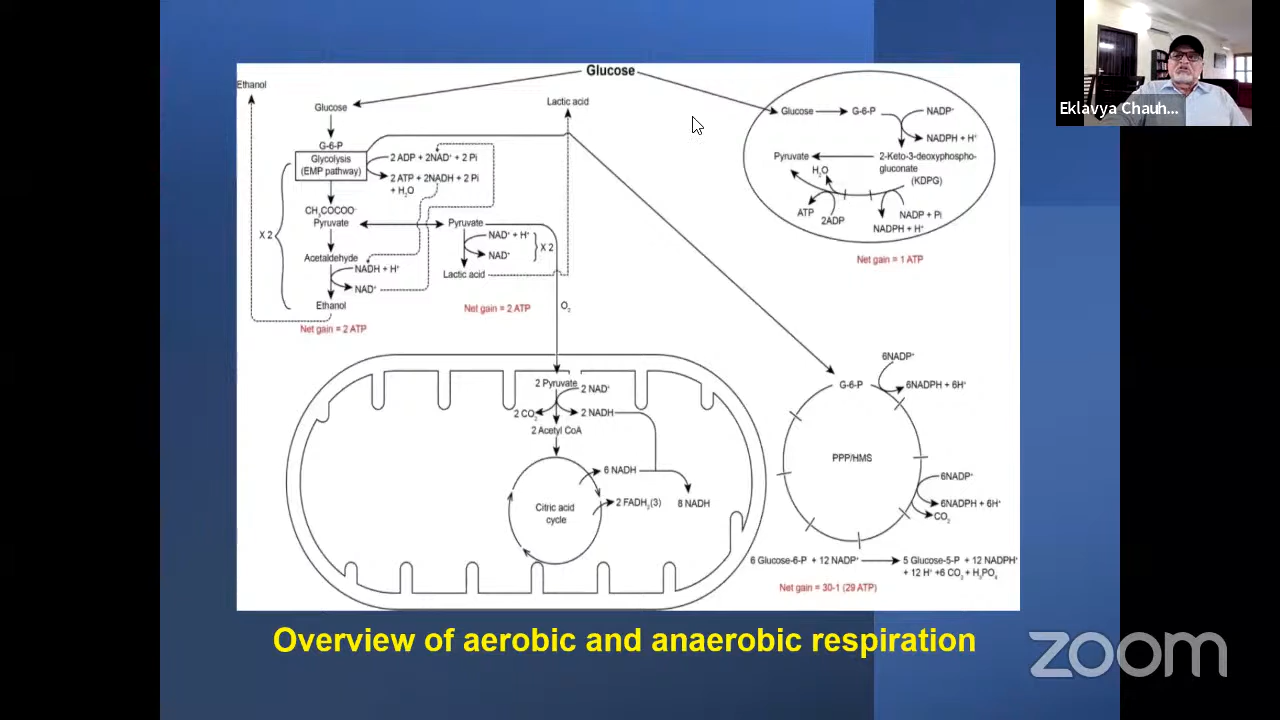 Glucose
Ethanol
Glucose
G-6-P
Glycolysis
(EMP pathway)
2 ADP + 2NAD⁺ + 2 Pi
2 ATP + 2NADH + 2 Pi
+ H₂O
X 2
CH₃COCOO⁻
Pyruvate
Acetaldehyde
NADH + H⁺
NAD⁺
Ethanol
Net gain = 2 ATP
Lactic acid
Pyruvate
NAD⁺ + H⁺
NAD⁺
X 2
Lactic acid
Net gain = 2 ATP
O₂
Glucose
G-6-P
NADP⁺
NADPH + H⁺
Pyruvate
2-Keto-3-deoxyphospho-
gluconate
(KDPG)
H₂O
ATP
2ADP
NADP + Pi
NADPH + H⁺
Net gain = 1 ATP
2 Pyruvate
2 NAD⁺
2 CO₂
2 NADH
2 Acetyl CoA
6 NADH
2 FADH₂(3)
8 NADH
Citric acid
cycle
6NADP⁺
G-6-P
6NADPH + 6H⁺
PPP/HMS
6NADP⁺
6NADPH + 6H⁺
CO₂
6 Glucose-6-P + 12 NADP⁺
5 Glucose-5-P + 12 NADPH⁺
+ 12 H⁺ +6 CO₂ + H₃PO₄
Net gain = 30-1 (29 ATP)
Overview of aerobic and anaerobic respiration
Eklavya Chauh...
zoom